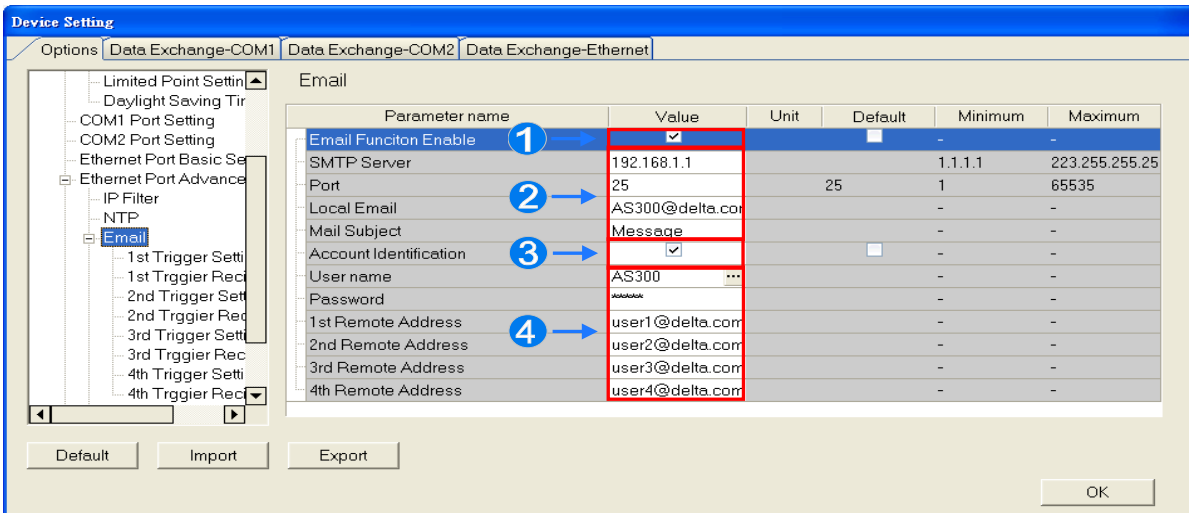 Device Setting
Options Data Exchange-COM1 Data Exchange-COM2 Data Exchange-Ethernet
Limited Point Settin
Daylight Saving Tir
COM1 Port Setting
COM2 Port Setting
Ethernet Port Basic Se
Ethernet Port Advance
IP Filter
NTP
Email
1st Trigger Setti
1st Trggier Reci
2nd Trigger Sett
2nd Trggier Rec
3rd Trigger Setti
3rd Trggier Rec
4th Trigger Setti
4th Trggier Reci
Email
Parameter name Value Unit Default Minimum Maximum
Email Funciton Enable 1 - -
SMTP Server 192.168.1.1 1.1.1.1 223.255.255.25
Port 25 25 1 65535
2
Local Email AS300@delta.cor - -
Mail Subject Message - -
Account Identification 3 - -
User name AS300 ... - -
Password ***** - -
1st Remote Address user1@delta.com - -
4
2nd Remote Address user2@delta.com - -
3rd Remote Address user3@delta.com - -
4th Remote Address user4@delta.com - -
Default Import Export
OK